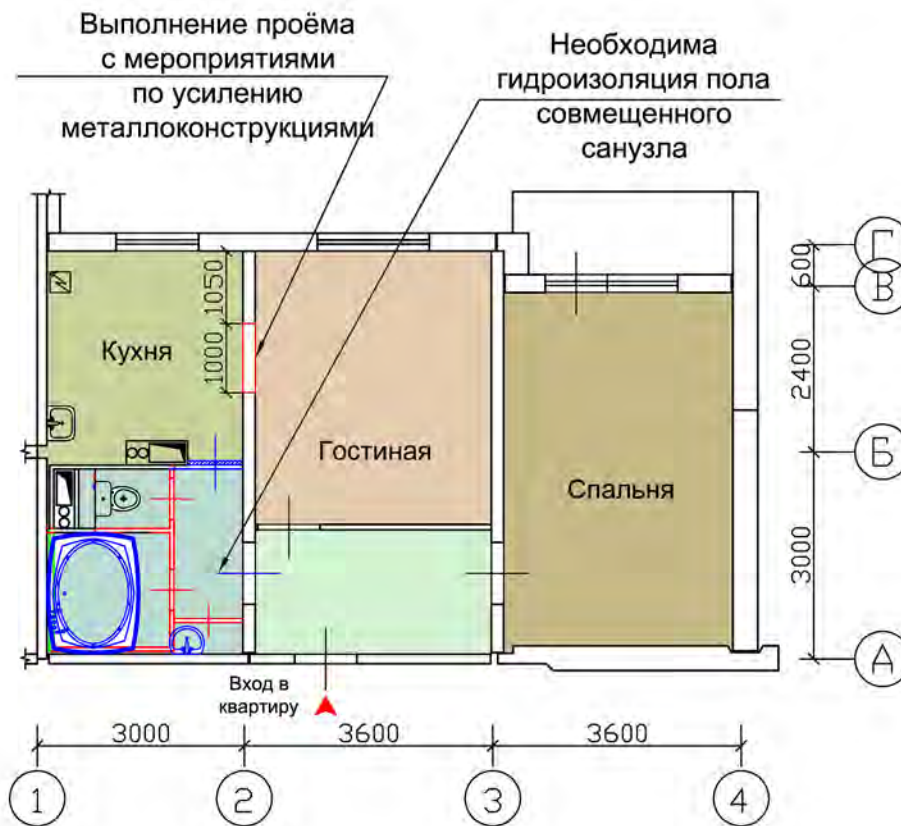 Выполнение проёма
с мероприятиями
по усилению
металлоконструкциями
Необходима
гидроизоляция пола
совмещенного
санузла
Кухня
1050
1000
Гостиная
Спальня
Вход в
квартиру
Г
600
В
2400
Б
3000
А
3000
3600
3600
1
2
3
4